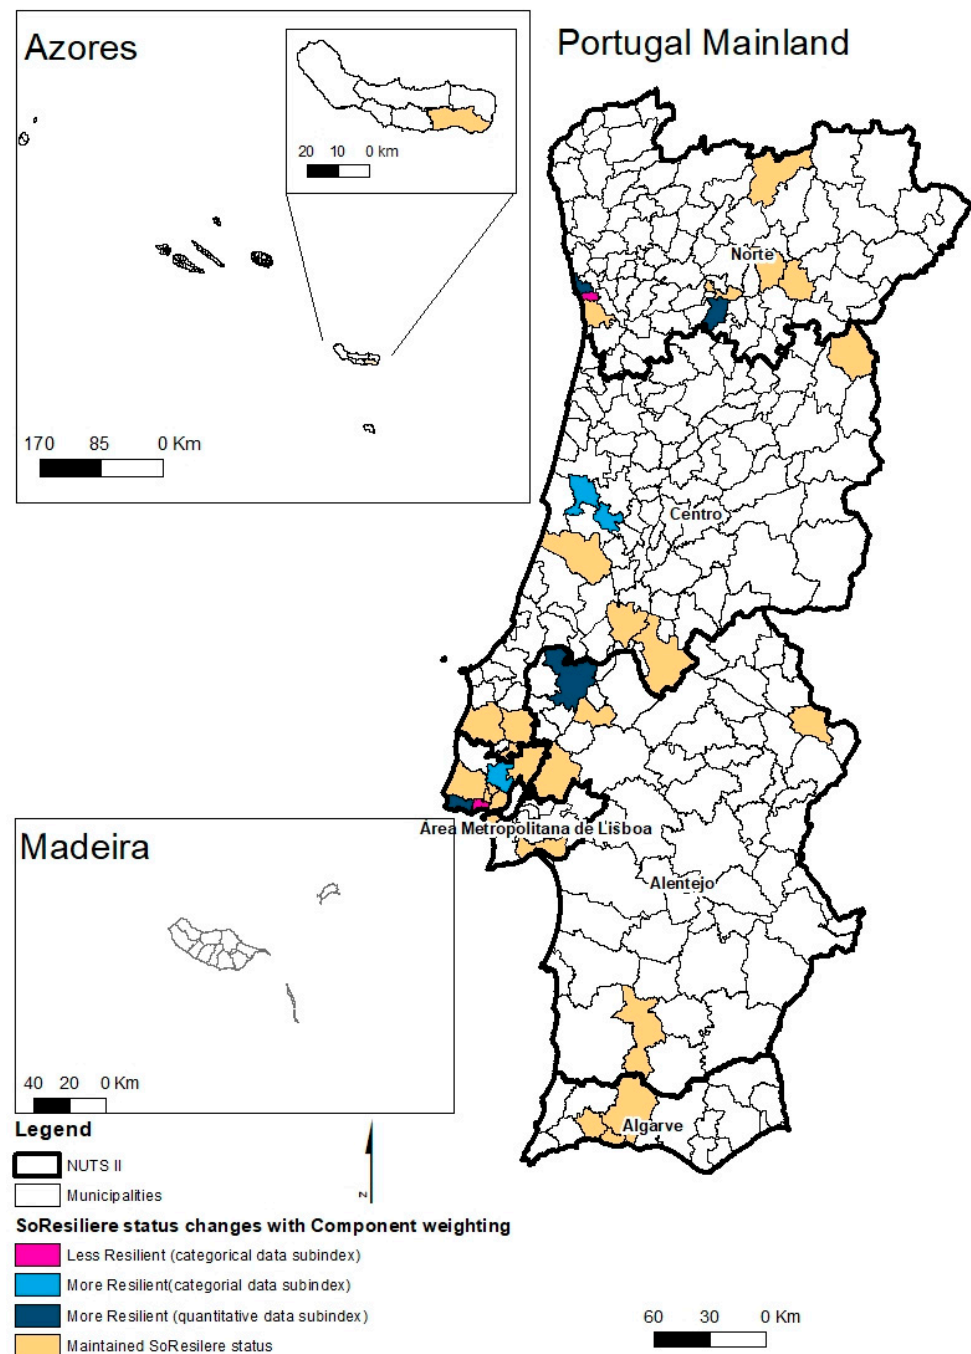 Azores
Portugal Mainland
20 10 0 km
Norte
170 85 0 Km
Centro
Área Metropolitana de Lisboa
Madeira
Alentejo
40 20 0 Km
Algarve
Legend
NUTS II
Municipalities
z
SoResiliere status changes with Component weighting
Less Resilient (categorical data subindex)
More Resilient(categorial data subindex)
More Resilient (quantitative data subindex)
Maintained SoResilere status
60 30 0 Km